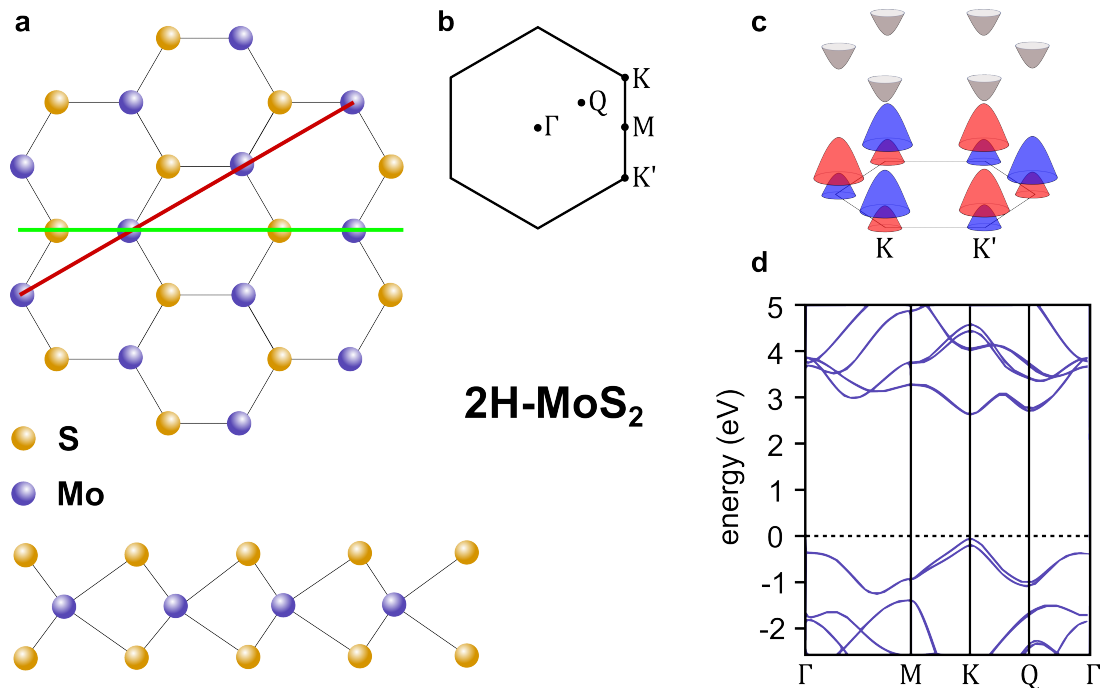 a
b
K
Q
Γ
M
K'
c
K K'
2H-MoS₂
S
Mo
d
energy (eV)
5
4
3
2
1
0
-1
-2
Γ M K Q Γ